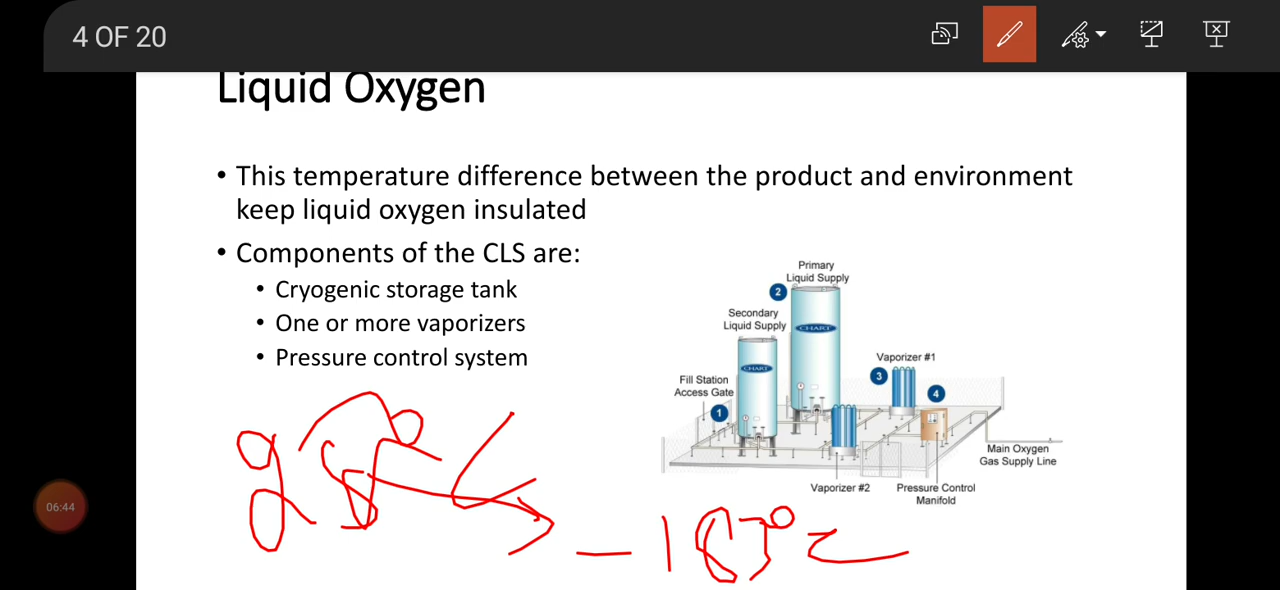 4 OF 20
Liquid Oxygen
• This temperature difference between the product and environment
keep liquid oxygen insulated
• Components of the CLS are:
• Cryogenic storage tank
• One or more vaporizers
• Pressure control system
Primary
Liquid Supply
2
Secondary
Liquid Supply
CHART
Vaporizer #1
3
4
CHART
Fill Station
Access Gate
1
Main Oxygen
Gas Supply Line
Vaporizer #2
Pressure Control
Manifold
06:44
-183°C